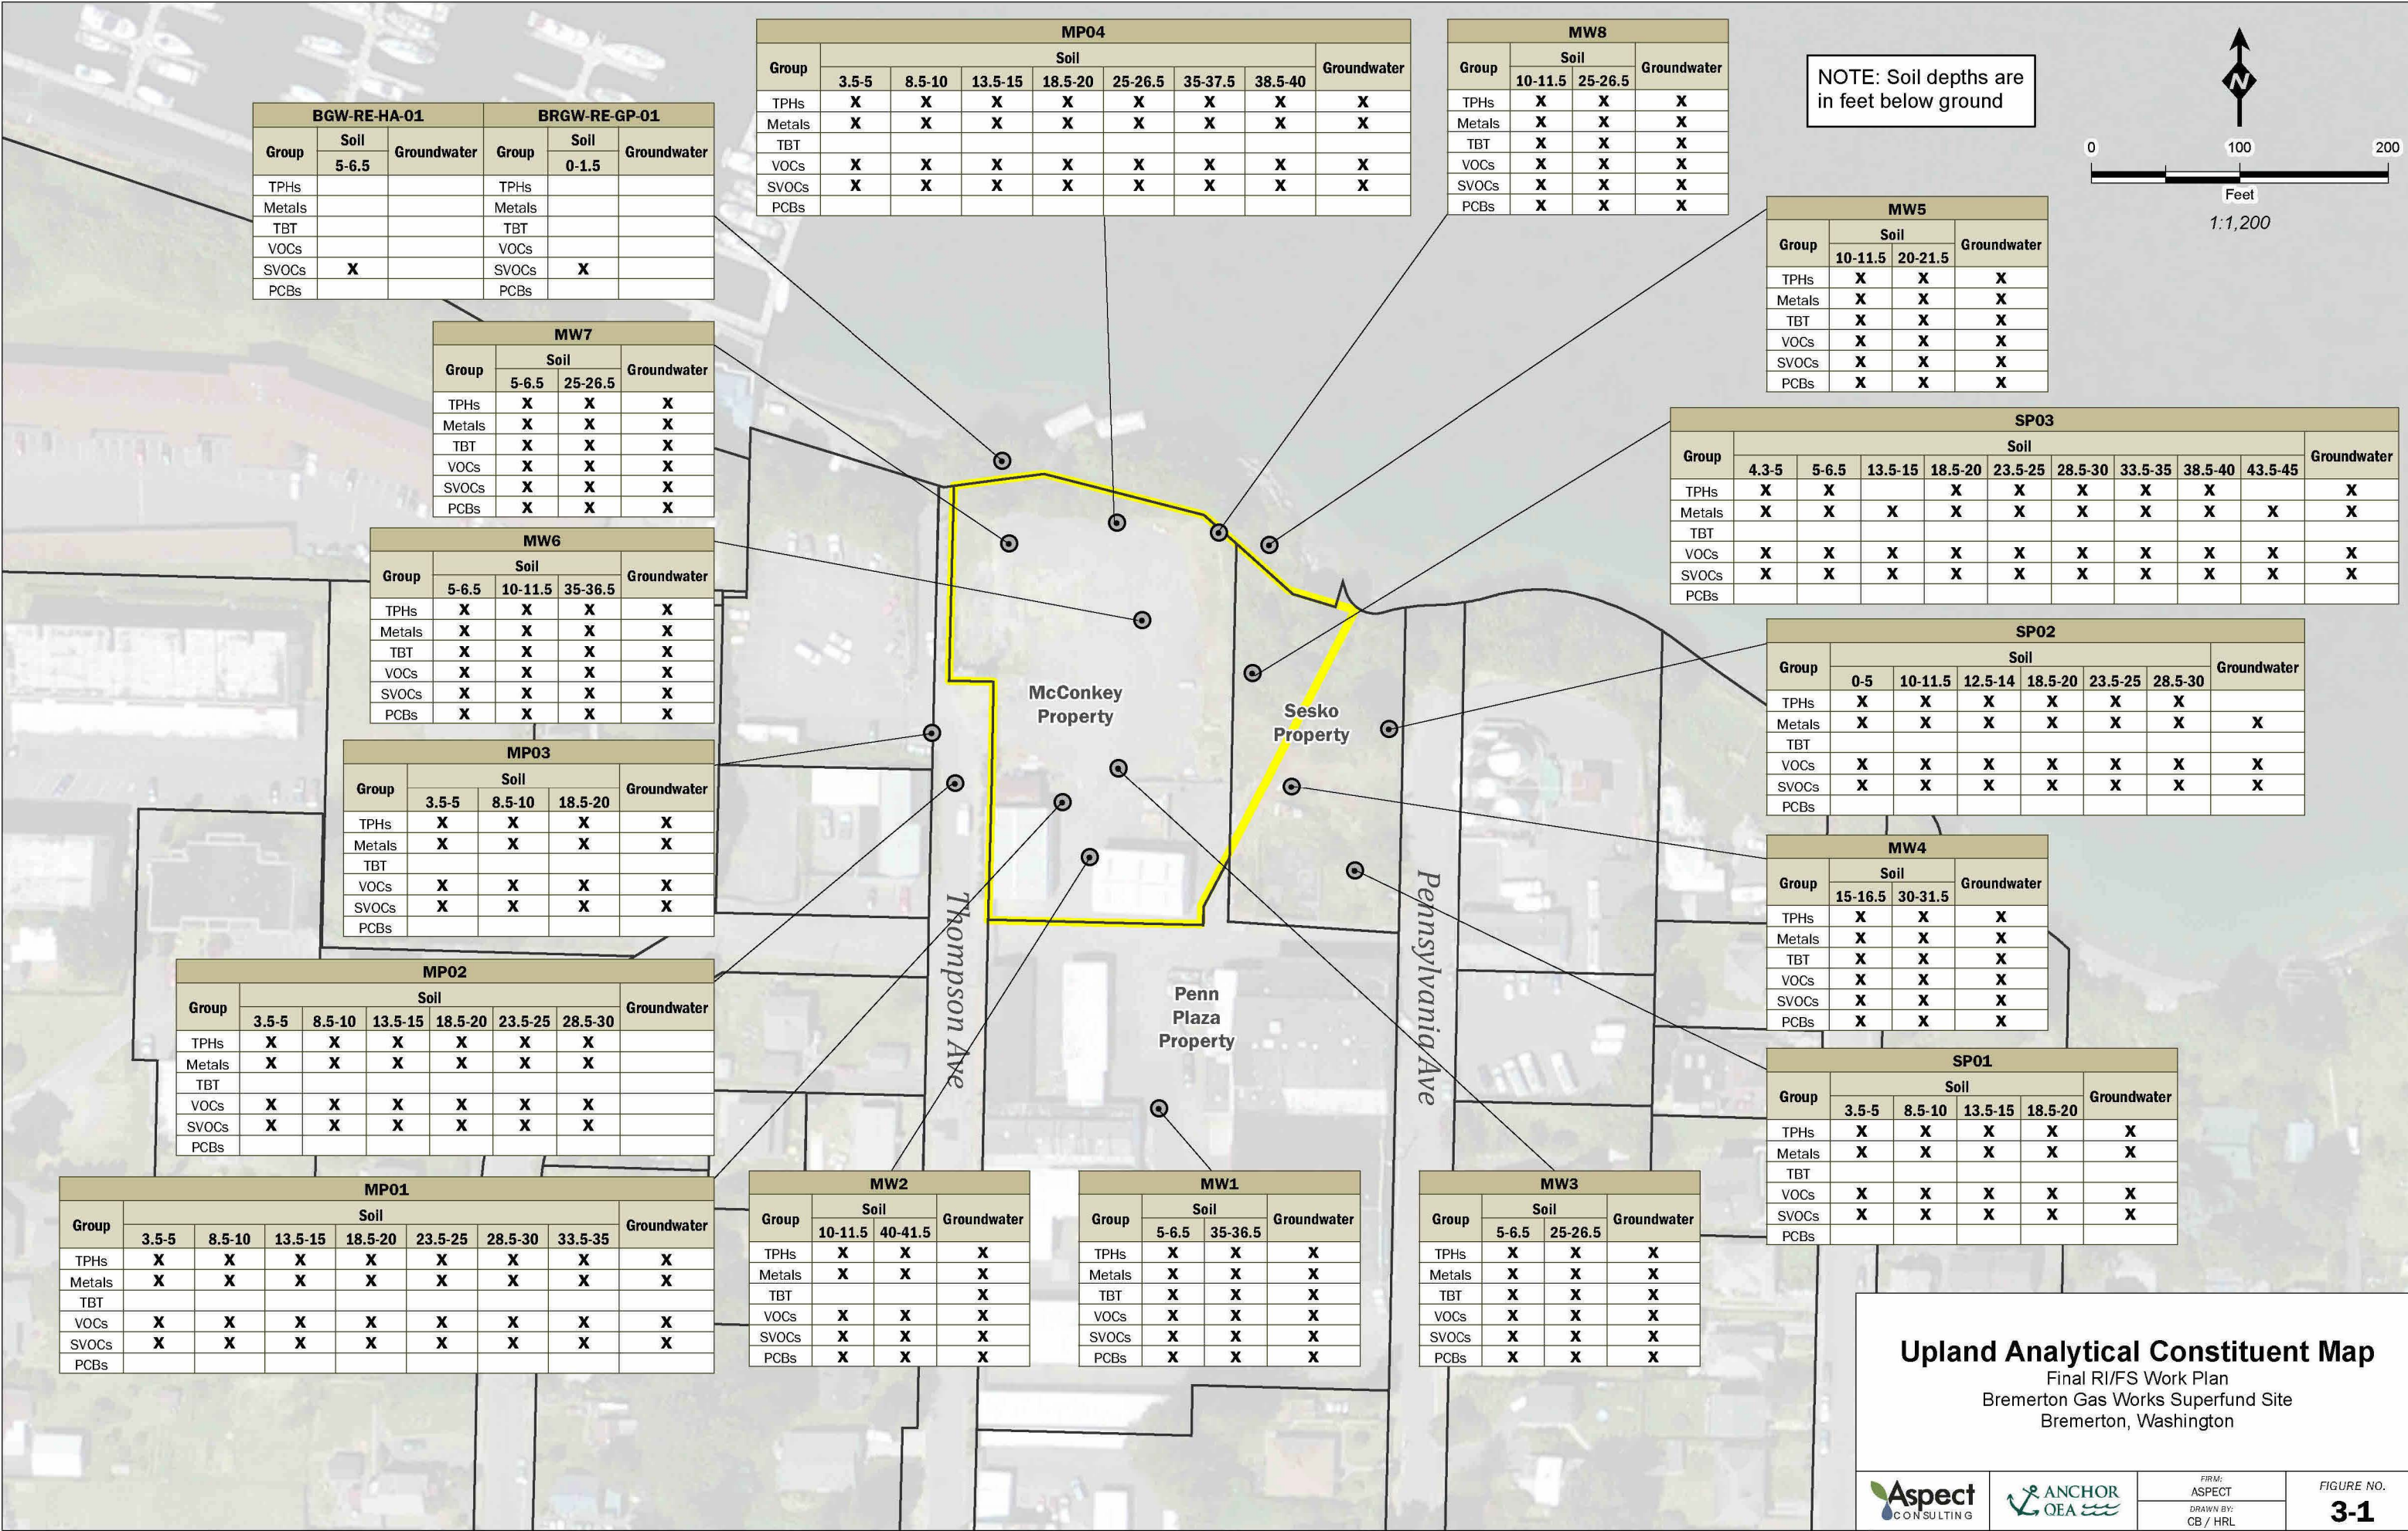 BGW-RE-HA-01 BRGW-RE-GP-01
Group Soil Groundwater Group Soil Groundwater
5-6.5 0-1.5
TPHs TPHs
Metals Metals
TBT TBT
VOCs VOCs
SVOCs X SVOCs X
PCBs PCBs
MP04
Group Soil Groundwater
3.5-5 8.5-10 13.5-15 18.5-20 25-26.5 35-37.5 38.5-40
TPHs X X X X X X X X
Metals X X X X X X X X
TBT
VOCs X X X X X X X X
SVOCs X X X X X X X X
PCBs
MW8
Group Soil Groundwater
10-11.5 25-26.5
TPHs X X X
Metals X X X
TBT X X X
VOCs X X X
SVOCs X X X
PCBs X X X
NOTE: Soil depths are
in feet below ground
N
0 100 200
Feet
1:1,200
MW5
Group Soil Groundwater
10-11.5 20-21.5
TPHs X X X
Metals X X X
TBT X X X
VOCs X X X
SVOCs X X X
PCBs X X X
MW7
Group Soil Groundwater
5-6.5 25-26.5
TPHs X X X
Metals X X X
TBT X X X
VOCs X X X
SVOCs X X X
PCBs X X X
SP03
Group Soil Groundwater
4.3-5 5-6.5 13.5-15 18.5-20 23.5-25 28.5-30 33.5-35 38.5-40 43.5-45
TPHs X X X X X X X X
Metals X X X X X X X X X X
TBT
VOCs X X X X X X X X X X
SVOCs X X X X X X X X X X
PCBs
MW6
Group Soil Groundwater
5-6.5 10-11.5 35-36.5
TPHs X X X X
Metals X X X X
TBT X X X X
VOCs X X X X
SVOCs X X X X
PCBs X X X X
SP02
Group Soil Groundwater
0-5 10-11.5 12.5-14 18.5-20 23.5-25 28.5-30
TPHs X X X X X X
Metals X X X X X X X
TBT
VOCs X X X X X X X
SVOCs X X X X X X X
PCBs
McConkey
Property
Sesko
Property
MP03
Group Soil Groundwater
3.5-5 8.5-10 18.5-20
TPHs X X X X
Metals X X X X
TBT
VOCs X X X X
SVOCs X X X X
PCBs
MW4
Group Soil Groundwater
15-16.5 30-31.5
TPHs X X X
Metals X X X
TBT X X X
VOCs X X X
SVOCs X X X
PCBs X X X
Thompson Ave
Pennsylvania Ave
Penn
Plaza
Property
MP02
Group Soil Groundwater
3.5-5 8.5-10 13.5-15 18.5-20 23.5-25 28.5-30
TPHs X X X X X X
Metals X X X X X X
TBT
VOCs X X X X X X
SVOCs X X X X X X
PCBs
SP01
Group Soil Groundwater
3.5-5 8.5-10 13.5-15 18.5-20
TPHs X X X X X
Metals X X X X X
TBT
VOCs X X X X X
SVOCs X X X X X
PCBs
MP01
Group Soil Groundwater
3.5-5 8.5-10 13.5-15 18.5-20 23.5-25 28.5-30 33.5-35
TPHs X X X X X X X X
Metals X X X X X X X X
TBT
VOCs X X X X X X X X
SVOCs X X X X X X X X
PCBs
MW2
Group Soil Groundwater
10-11.5 40-41.5
TPHs X X X
Metals X X X
TBT X
VOCs X X X
SVOCs X X X
PCBs X X X
MW1
Group Soil Groundwater
5-6.5 35-36.5
TPHs X X X
Metals X X X
TBT X X X
VOCs X X X
SVOCs X X X
PCBs X X X
MW3
Group Soil Groundwater
5-6.5 25-26.5
TPHs X X X
Metals X X X
TBT X X X
VOCs X X X
SVOCs X X X
PCBs X X X
Upland Analytical Constituent Map
Final RI/FS Work Plan
Bremerton Gas Works Superfund Site
Bremerton, Washington
Aspect
CONSULTING
ANCHOR
QEA
FIRM:
ASPECT
DRAWN BY:
CB / HRL
FIGURE NO.
3-1